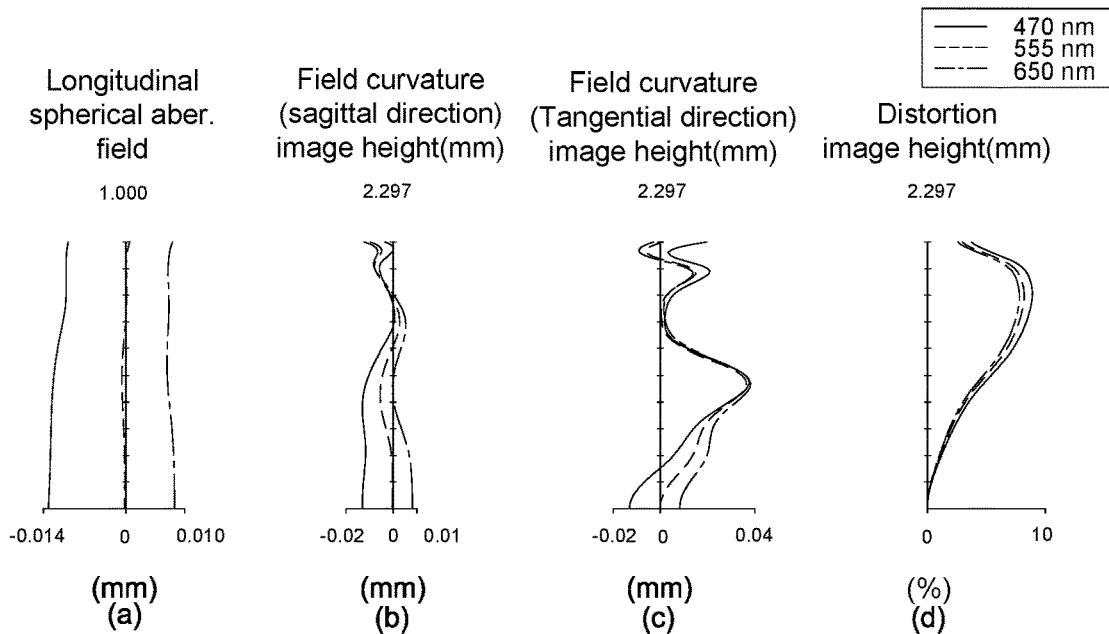 470 nm
555 nm
650 nm
Longitudinal
spherical aber.
field
1.000
Field curvature
(sagittal direction)
image height(mm)
2.297
Field curvature
(Tangential direction)
image height(mm)
2.297
Distortion
image height(mm)
2.297
-0.014 0 0.010
(mm)
(a)
-0.02 0 0.01
(mm)
(b)
-0.02 0 0.04
(mm)
(c)
0 10
(%)
(d)